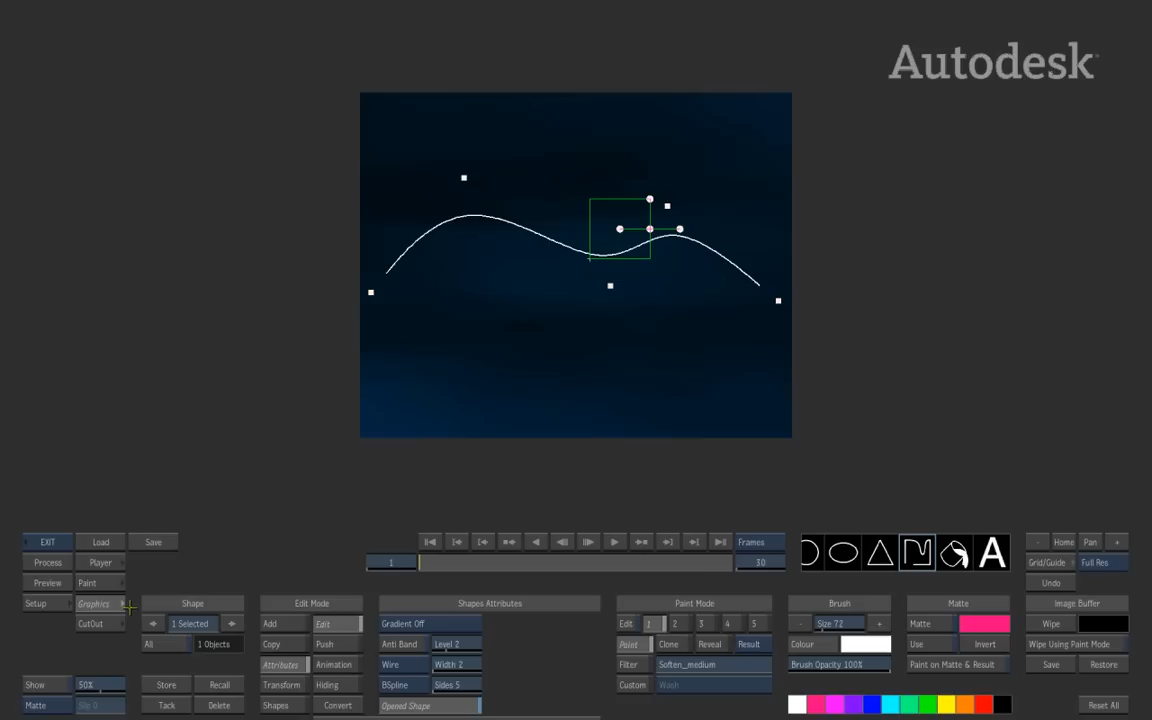 Autodesk
EXIT Load Save
Process Player
Preview Paint
Setup Graphics
CutOut
Show 50%
Matte Slip 0
Shape
1 Selected
All 1 Objects
Store Recall
Tack Delete
Edit Mode
Add Edit
Copy Push
Attributes Animation
Transform Hiding
Shapes Convert
1 Frames
30
Shapes Attributes
Gradient Off
Anti Band Level 2
Wire Width 2
BSpline Sides 5
Opened Shape
Paint Mode
Edit 1 2 3 4 5
Paint Clone Reveal Result
Filter Soften_medium
Custom Wash
A
Brush
- Size 72 +
Colour
Brush Opacity 100%
Matte
Matte
Use Invert
Paint on Matte & Result
- Home Pan +
Grid/Guide Full Res
Undo
Image Buffer
Wipe
Wipe Using Paint Mode
Save Restore
Reset All